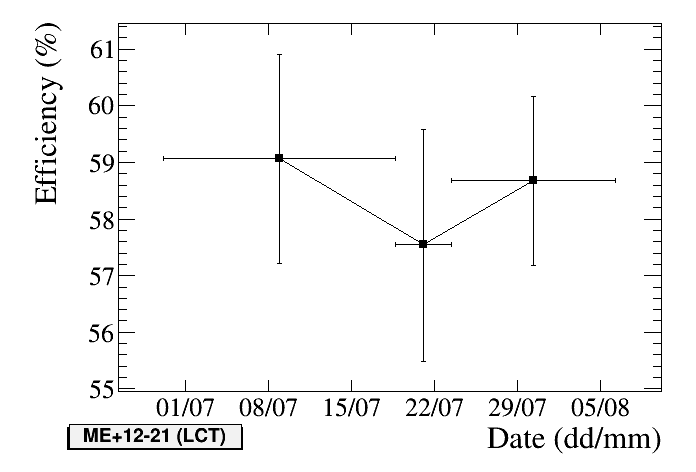 Efficiency (%)
61
60
59
58
57
56
55
01/07 08/07 15/07 22/07 29/07 05/08
ME+12-21 (LCT)
Date (dd/mm)